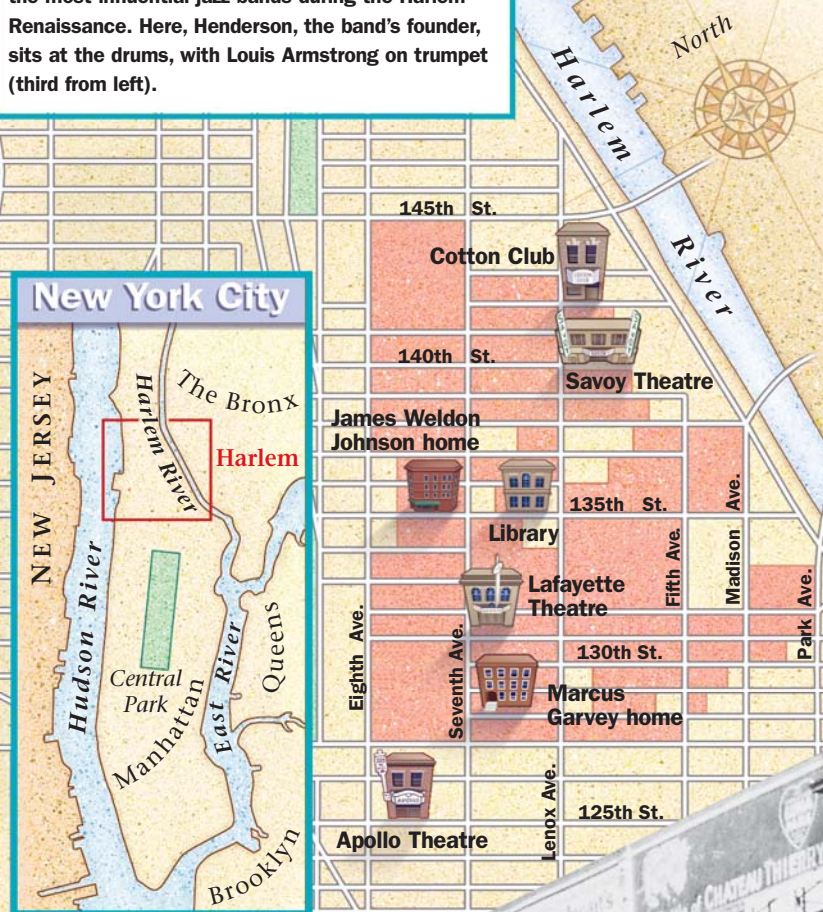 the most influential jazz bands during the Harlem
Renaissance. Here, Henderson, the band's founder,
sits at the drums, with Louis Armstrong on trumpet
(third from left).
North
Harlem
River
145th St.
Cotton Club
140th St.
Savoy Theatre
James Weldon
Johnson home
135th St.
Library
Lafayette
Theatre
Fifth Ave.
Madison Ave.
Park Ave.
130th St.
Eighth Ave.
Seventh Ave.
Marcus
Garvey home
Lenox Ave.
125th St.
Apollo Theatre
New York City
NEW JERSEY
Harlem River
The Bronx
Harlem
Hudson River
Central
Park
Manhattan
East River
Queens
Brooklyn
CHATEAU THIERRY